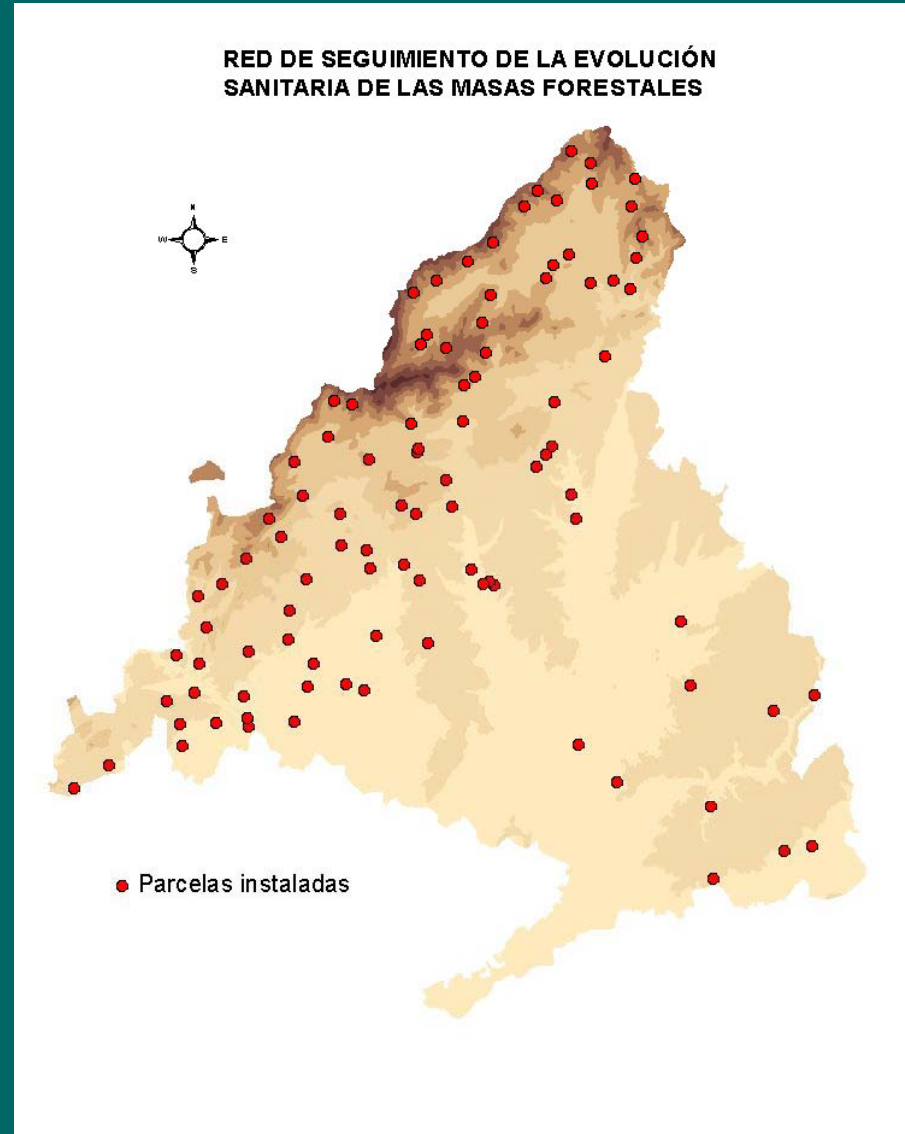 RED DE SEGUIMIENTO DE LA EVOLUCIÓN
SANITARIA DE LAS MASAS FORESTALES
N
W E
S
Parcelas instaladas